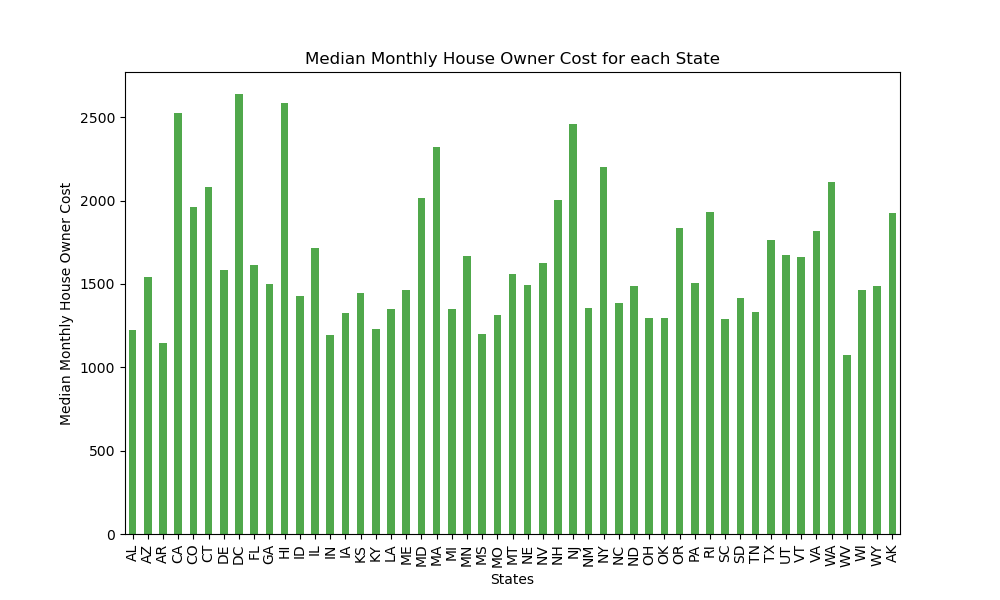 Median Monthly House Owner Cost for each State
Median Monthly House Owner Cost
2500
2000
1500
1000
500
0
AL AZ AR CA CO CT DE DC FL GA HI ID IL IN IA KS KY LA ME MD MA MI MN MS MO MT NE NV NH NJ NM NY NC ND OH OK OR PA RI SC SD TN TX UT VT VA WA WV WI WY AK
States